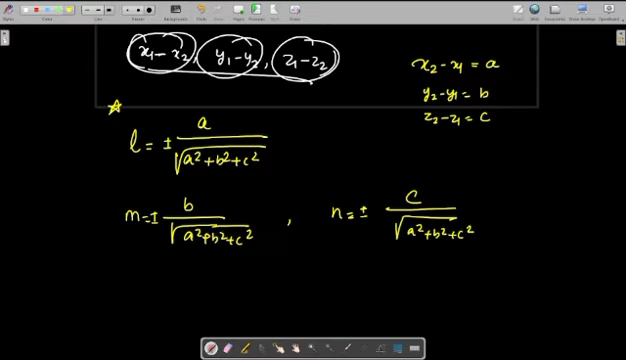 x₁-x₂, y₁-y₂, z₁-z₂
x₂-x₁ = a
y₂-y₁ = b
z₂-z₁ = c
l = ± a/√(a²+b²+c²)
m = ± b/√(a²+b²+c²) , n = ± c/√(a²+b²+c²)